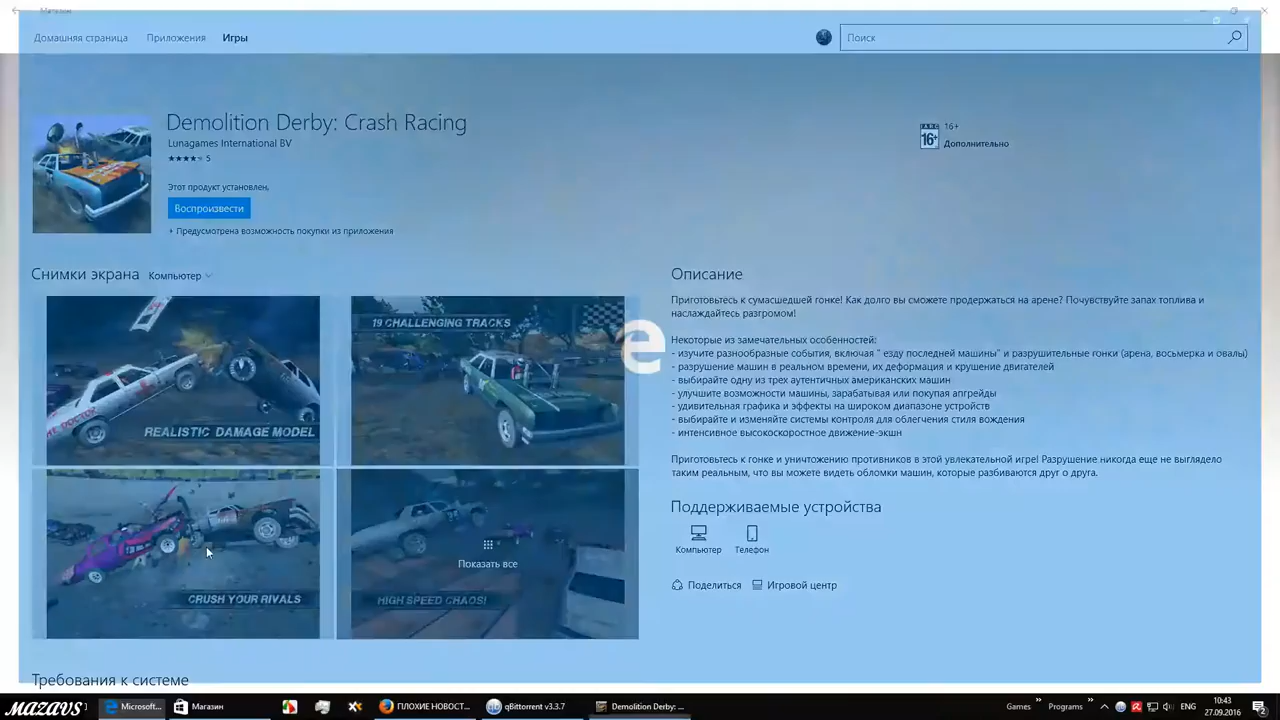 Магазин
Домашняя страница Приложения Игры
Поиск
Demolition Derby: Crash Racing
Lunagames International BV
5
16+
16+
Дополнительно
Этот продукт установлен.
Воспроизвести
+ Предусмотрена возможность покупки из приложения
Снимки экрана Компьютер
REALISTIC DAMAGE MODEL
19 CHALLENGING TRACKS
CRUSH YOUR RIVALS
Показать все
HIGH SPEED CHAOS!
e
Описание
Приготовьтесь к сумасшедшей гонке! Как долго вы сможете продержаться на арене? Почувствуйте запах топлива и
наслаждайтесь разгромом!
Некоторые из замечательных особенностей:
- изучите разнообразные события, включая " езду последней машины" и разрушительные гонки (арена, восьмерка и овалы)
- разрушение машин в реальном времени, их деформация и крушение двигателей
- выбирайте одну из трех аутентичных американских машин
- улучшите возможности машины, зарабатывая или покупая апгрейды
- удивительная графика и эффекты на широком диапазоне устройств
- выбирайте и изменяйте системы контроля для облегчения стиля вождения
- интенсивное высокоскоростное движение-экшн
Приготовьтесь к гонке и уничтожению противников в этой увлекательной игре! Разрушение никогда еще не выглядело
таким реальным, что вы можете видеть обломки машин, которые разбиваются друг о друга.
Поддерживаемые устройства
Компьютер Телефон
Поделиться Игровой центр
Требования к системе
MAZAVS Microsoft... Магазин ПЛОХИЕ НОВОСТ... qBittorrent v3.3.7 Demolition Derby: ... Games » Programs » ENG 10:43
27.09.2016